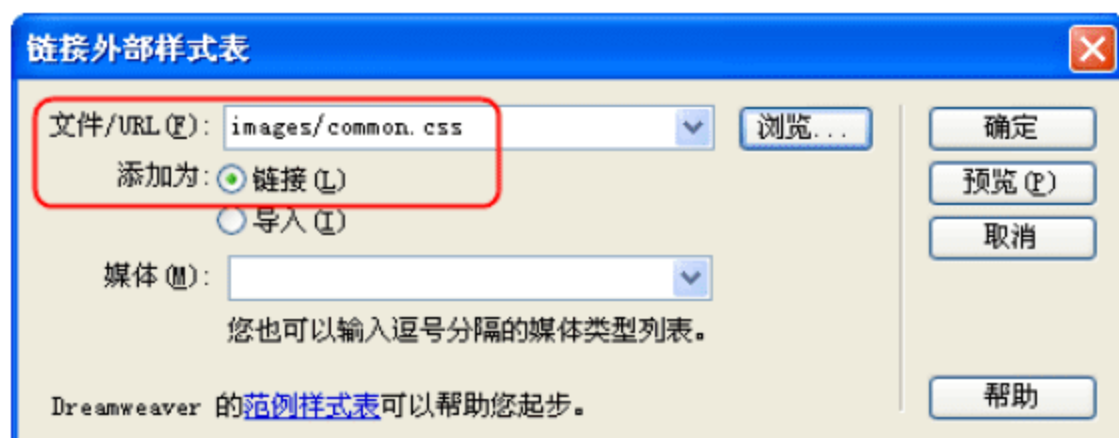 链接外部样式表
文件/URL(F): images/common.css 浏览... 确定
添加为: 链接(L) 预览(P)
导入(I) 取消
媒体(M):
您也可以输入逗号分隔的媒体类型列表。
Dreamweaver 的范例样式表可以帮助您起步。 帮助